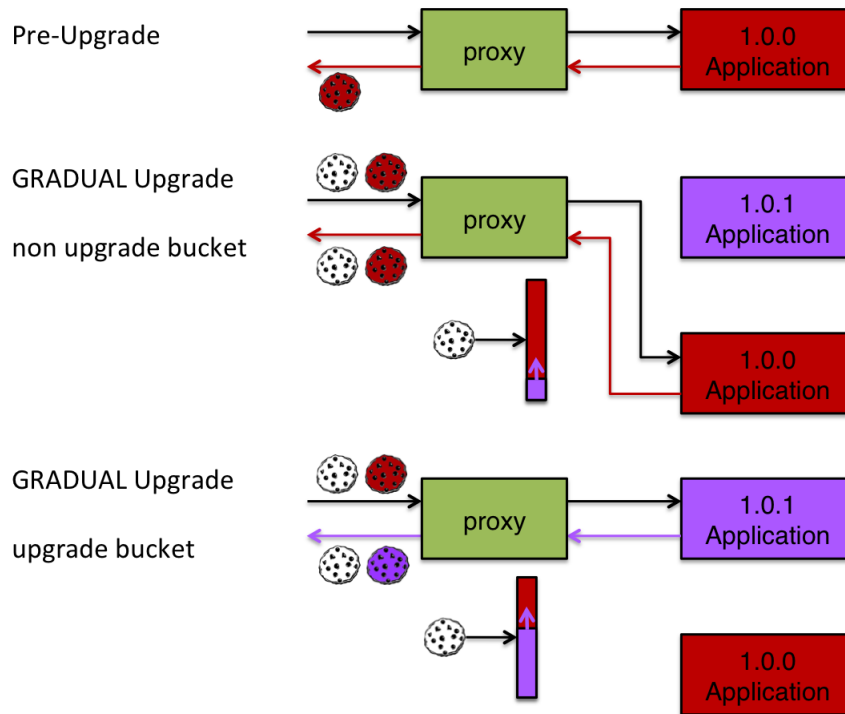 Pre-Upgrade
proxy
1.0.0
Application
GRADUAL Upgrade
non upgrade bucket
proxy
1.0.1
Application
1.0.0
Application
GRADUAL Upgrade
upgrade bucket
proxy
1.0.1
Application
1.0.0
Application